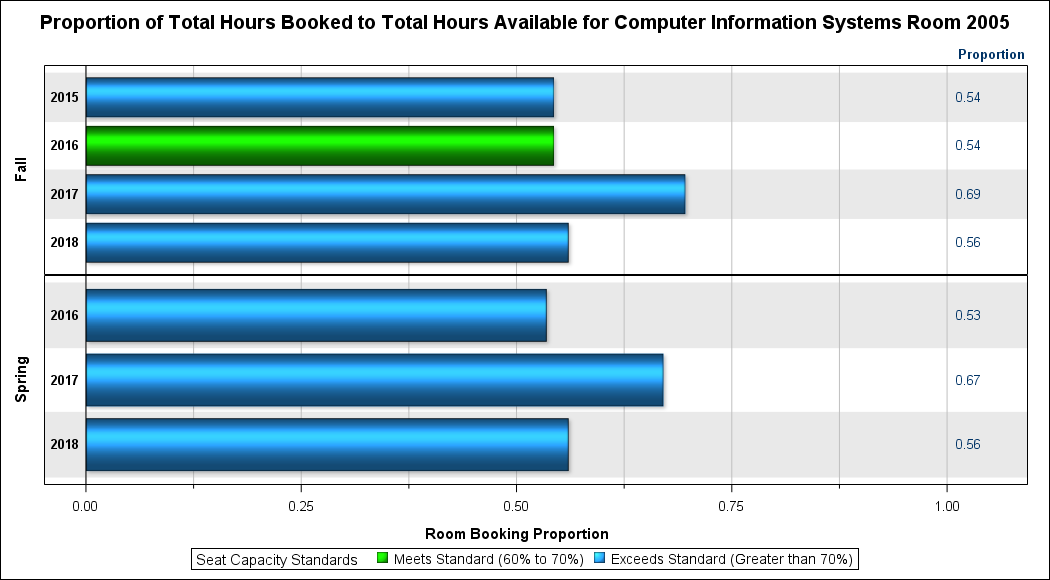 Proportion of Total Hours Booked to Total Hours Available for Computer Information Systems Room 2005
Proportion
Fall
2015 0.54
2016 0.54
2017 0.69
2018 0.56
Spring
2016 0.53
2017 0.67
2018 0.56
0.00 0.25 0.50 0.75 1.00
Room Booking Proportion
Seat Capacity Standards Meets Standard (60% to 70%) Exceeds Standard (Greater than 70%)